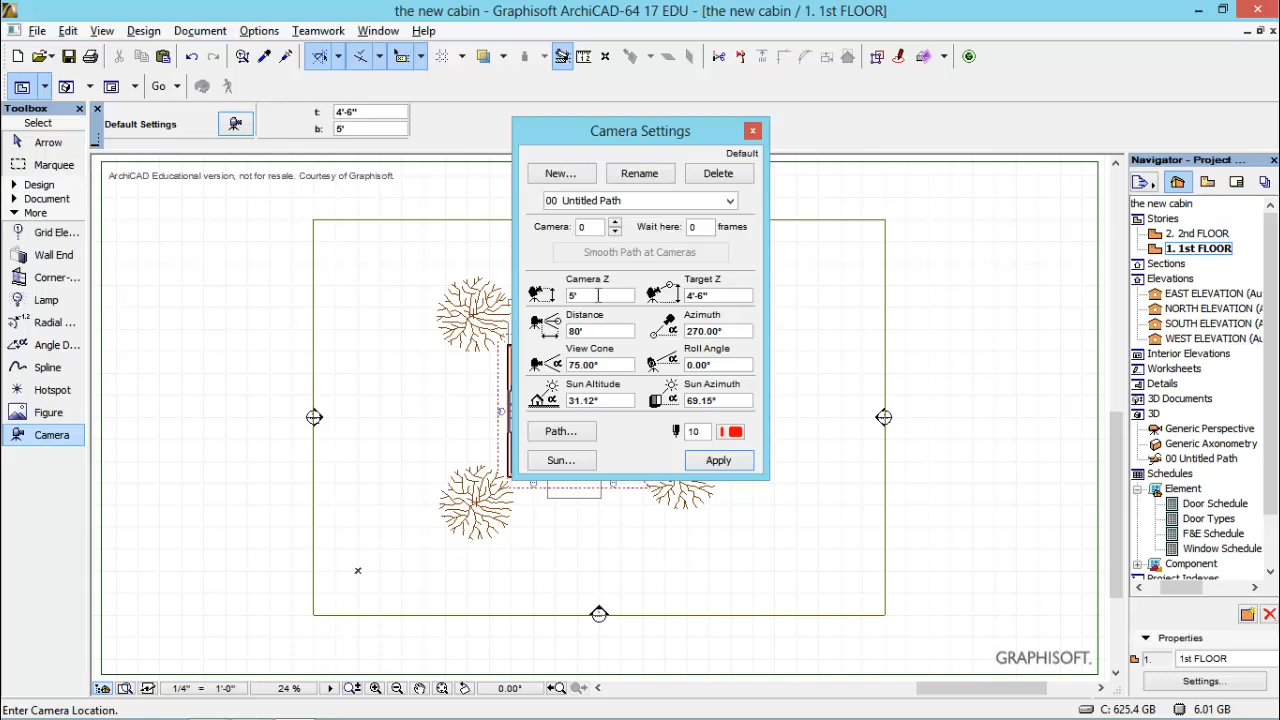 the new cabin - Graphisoft ArchiCAD-64 17 EDU - [the new cabin / 1. 1st FLOOR]
File Edit View Design Document Options Teamwork Window Help
Go
Toolbox
Select
Arrow
Marquee
Design
Document
More
Grid Ele...
Wall End
Corner-...
Lamp
Radial ...
Angle D...
Spline
Hotspot
Figure
Camera
Default Settings
t: 4'-6"
b: 5'
ArchiCAD Educational version, not for resale. Courtesy of Graphisoft.
Camera Settings
Default
New... Rename Delete
00 Untitled Path
Camera: 0 Wait here: 0 frames
Smooth Path at Cameras
Camera Z Target Z
5' 4'-6"
Distance Azimuth
80' 270.00°
View Cone Roll Angle
75.00° 0.00°
Sun Altitude Sun Azimuth
31.12° 69.15°
Path... 10
Sun... Apply
GRAPHISOFT.
Navigator - Project ...
the new cabin
Stories
2. 2nd FLOOR
1. 1st FLOOR
Sections
Elevations
EAST ELEVATION (Au
NORTH ELEVATION (
SOUTH ELEVATION (A
WEST ELEVATION (Au
Interior Elevations
Worksheets
Details
3D Documents
3D
Generic Perspective
Generic Axonometry
00 Untitled Path
Schedules
Element
Door Schedule
Door Types
F&E Schedule
Window Schedule
Component
Project Indexes
Properties
1. 1st FLOOR
Settings...
1/4" = 1'-0" 24 % 0.00°
Enter Camera Location.
C: 625.4 GB 6.01 GB